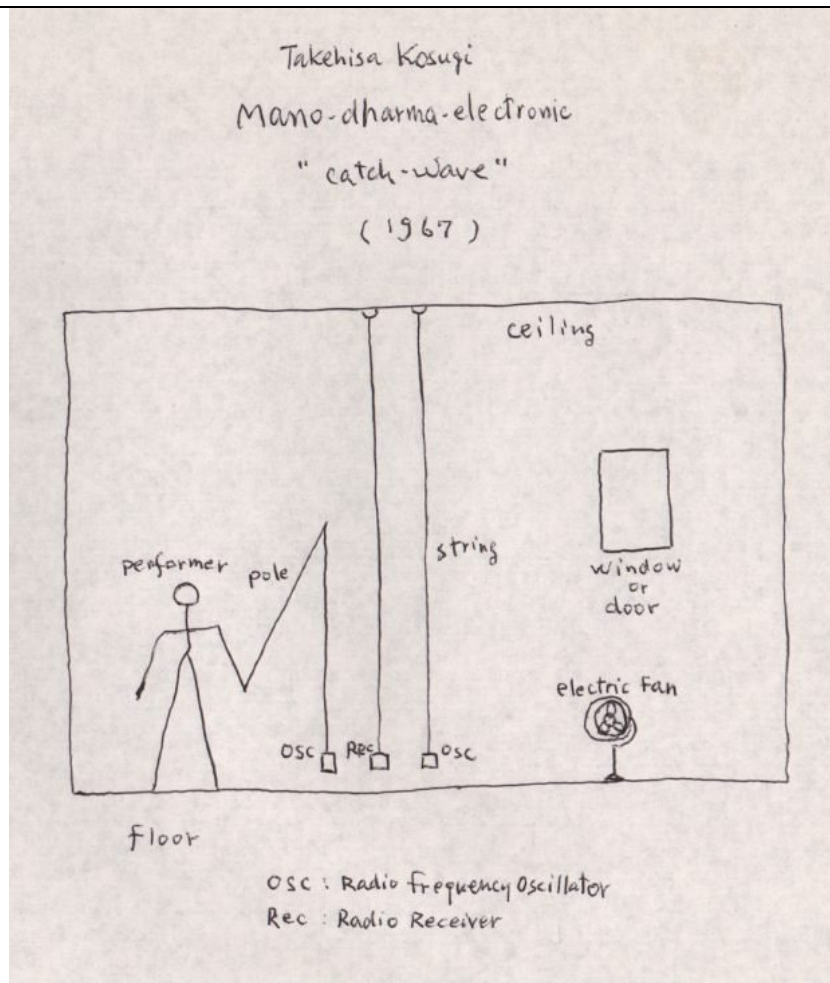 Takehisa Kosugi
Mano-dharma-electronic
"catch-wave"
(1967)
ceiling
performer
pole
string
window
or
door
electric Fan
OSC
REC
OSC
floor
OSC : Radio frequency Oscillator
Rec : Radio Receiver